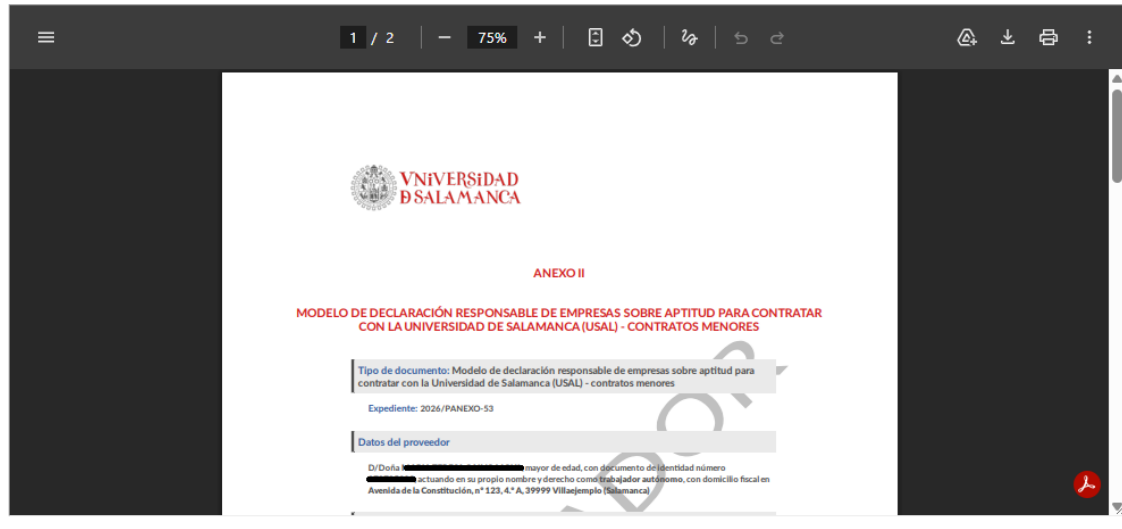 1 / 2
75%
VNiVERSiDAD
Ð SALAMANCA
ANEXO II
MODELO DE DECLARACIÓN RESPONSABLE DE EMPRESAS SOBRE APTITUD PARA CONTRATAR
CON LA UNIVERSIDAD DE SALAMANCA (USAL) - CONTRATOS MENORES
Tipo de documento: Modelo de declaración responsable de empresas sobre aptitud para
contratar con la Universidad de Salamanca (USAL) - contratos menores
Expediente: 2026/PANEXO-53
Datos del proveedor
D/Doña mayor de edad, con documento de identidad número
actuando en su propio nombre y derecho como trabajador autónomo, con domicilio fiscal en
Avenida de la Constitución, nº 123, 4.º A, 39999 Villaejemplo (Salamanca)